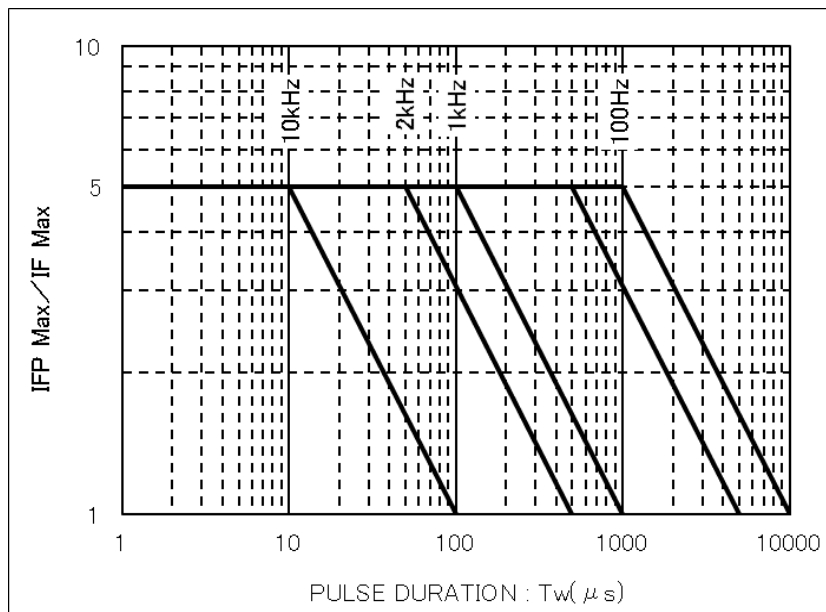 10
5
1
10kHz
2kHz
1kHz
100Hz
IFP Max/IF Max
1 10 100 1000 10000
PULSE DURATION : Tw(μs)